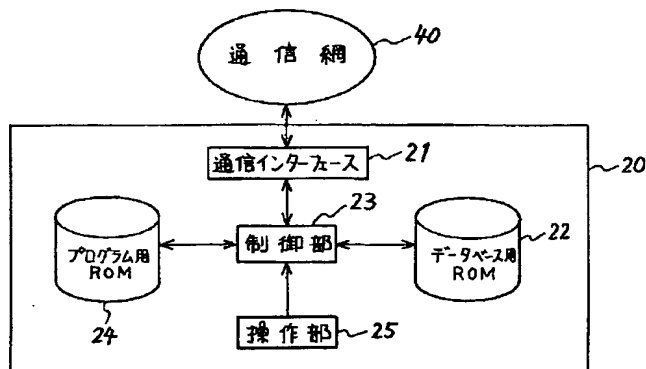 通信網
40
通信インターフェース
21
20
23
プログラム用
ROM
制御部
データベース用
ROM
22
24
操作部
25